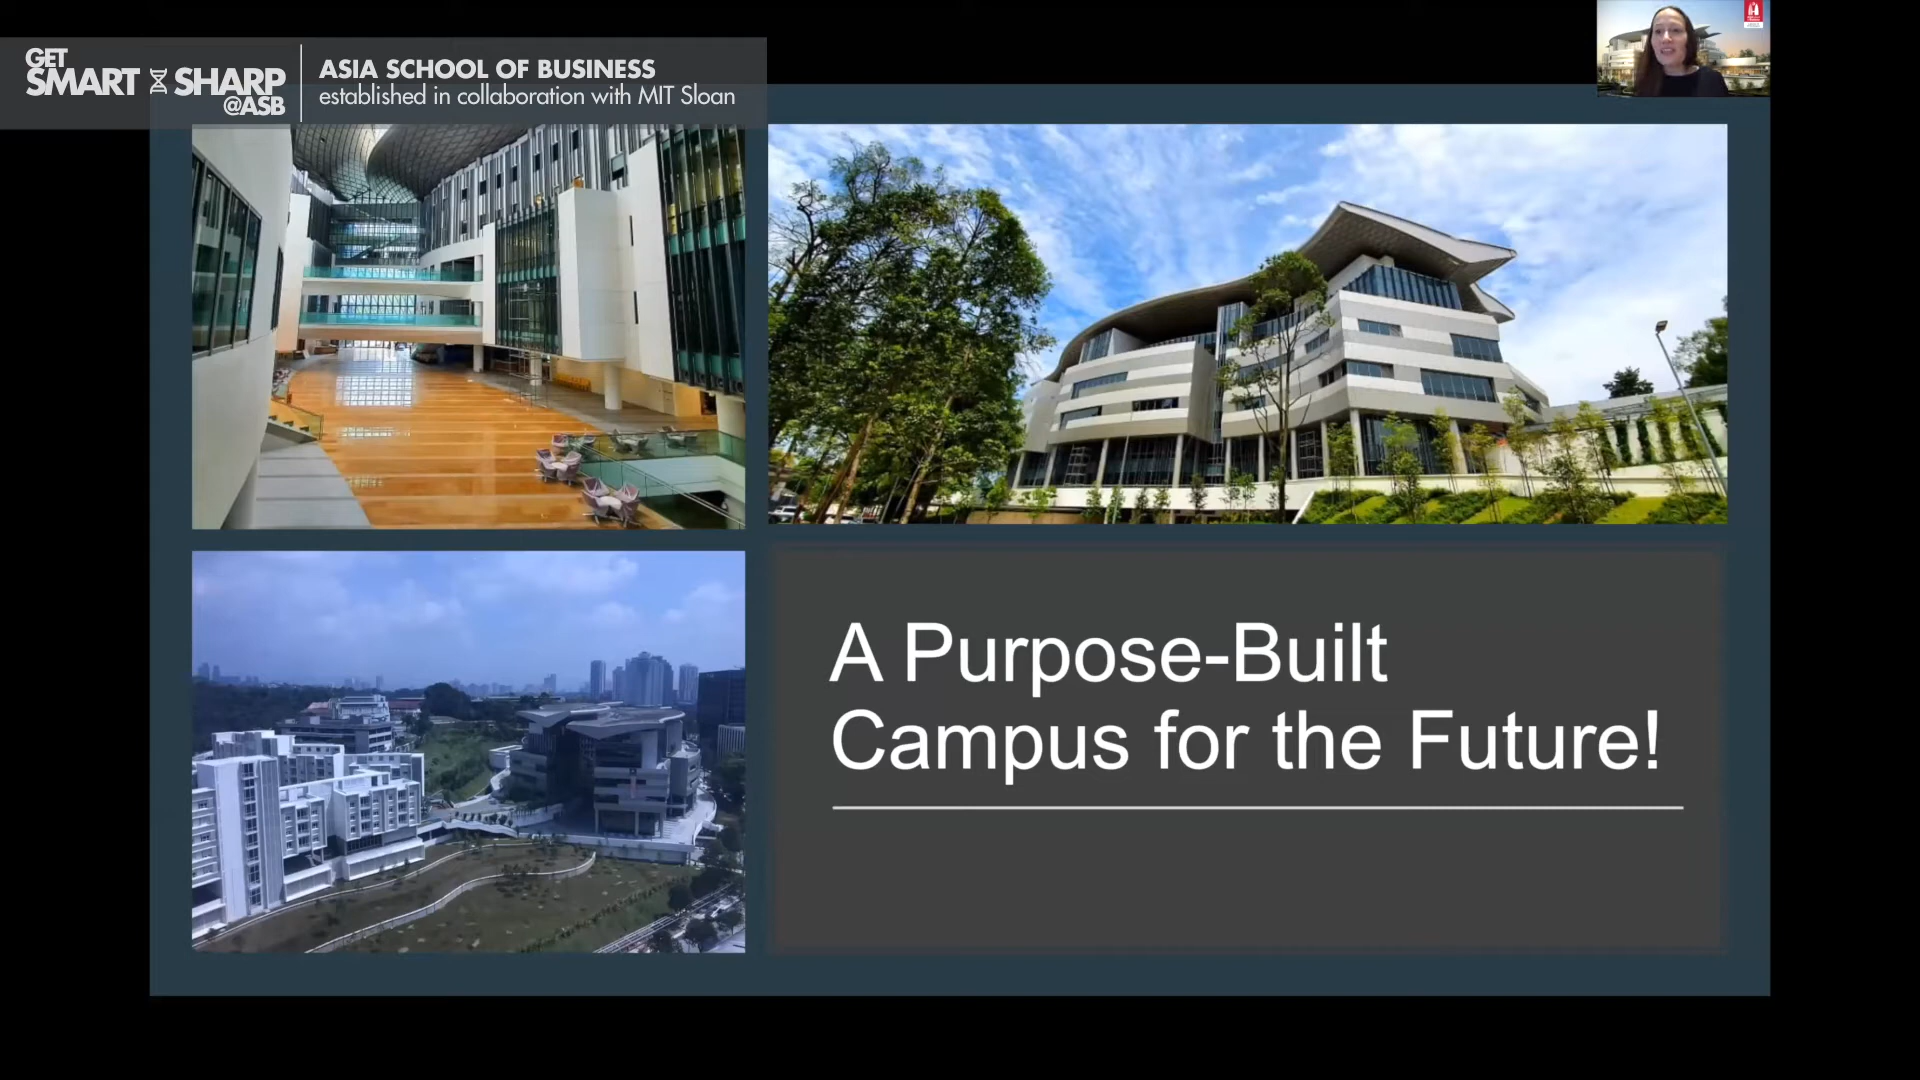 GET
SMART SHARP
@ASB
ASIA SCHOOL OF BUSINESS
established in collaboration with MIT Sloan
A Purpose-Built
Campus for the Future!